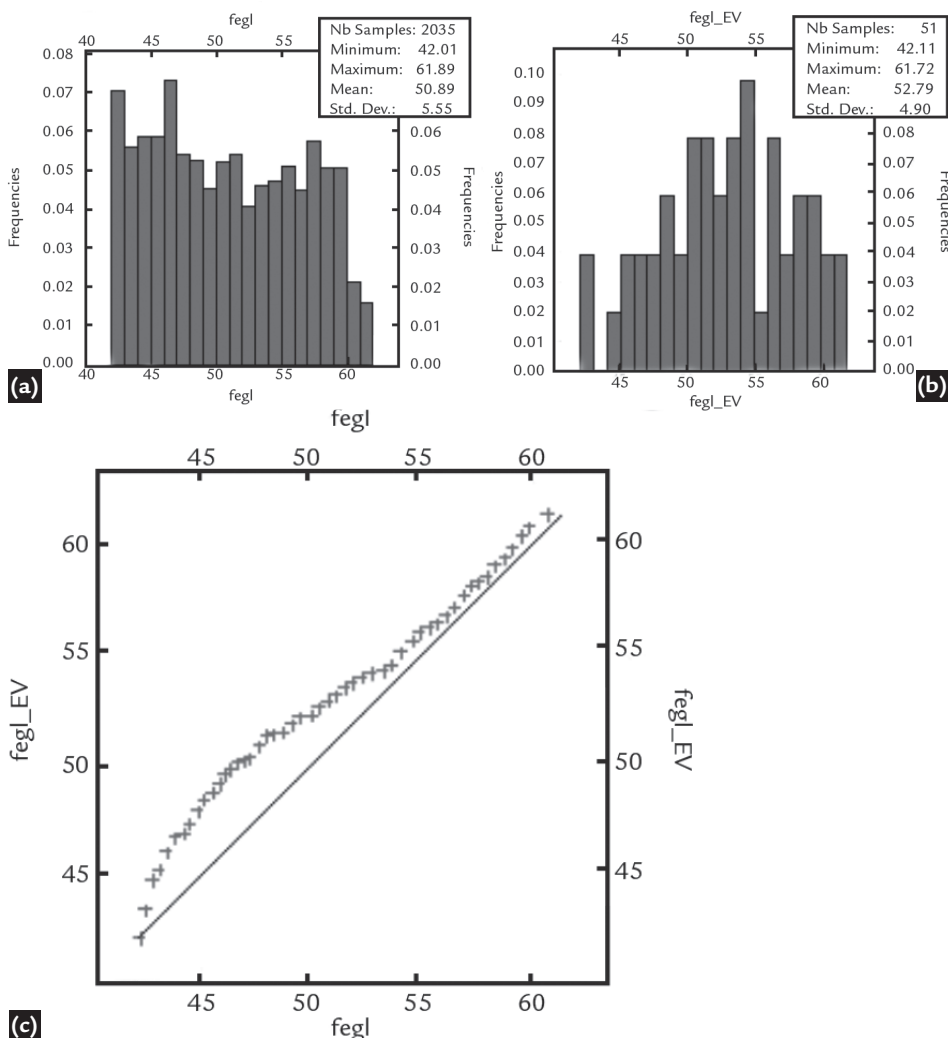 fegl
40 45 50 55
Nb Samples: 2035
Minimum: 42.01
Maximum: 61.89
Mean: 50.89
Std. Dev.: 5.55
0.08
0.07
0.06
0.05
0.04
0.03
0.02
0.01
0.00
Frequencies
0.06
0.05
0.04
0.03
0.02
0.01
0.00
Frequencies
40 45 50 55 60
fegl
(a)
fegl_EV
45 50 55
Nb Samples: 51
Minimum: 42.11
Maximum: 61.72
Mean: 52.79
Std. Dev.: 4.90
0.10
0.09
0.08
0.07
0.06
0.05
0.04
0.03
0.02
0.01
0.00
Frequencies
0.08
0.07
0.06
0.05
0.04
0.03
0.02
0.01
0.00
Frequencies
45 50 55 60
fegl_EV
(b)
fegl
45 50 55 60
60
55
50
45
fegl_EV
60
55
50
45
fegl_EV
45 50 55 60
fegl
(c)